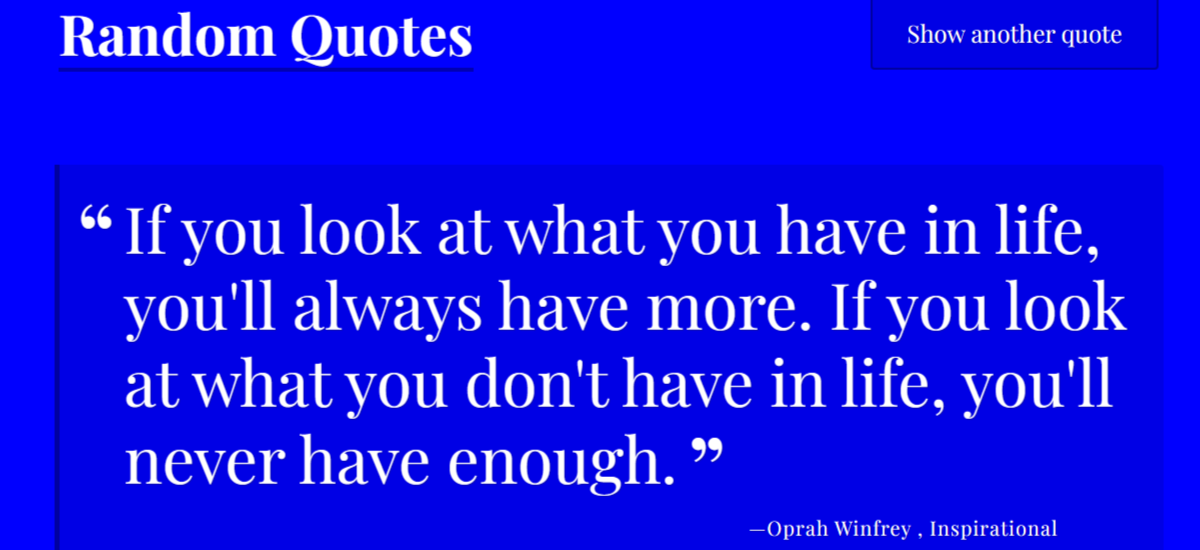 Random Quotes
Show another quote
“ If you look at what you have in life,
you'll always have more. If you look
at what you don't have in life, you'll
never have enough. ”
—Oprah Winfrey , Inspirational